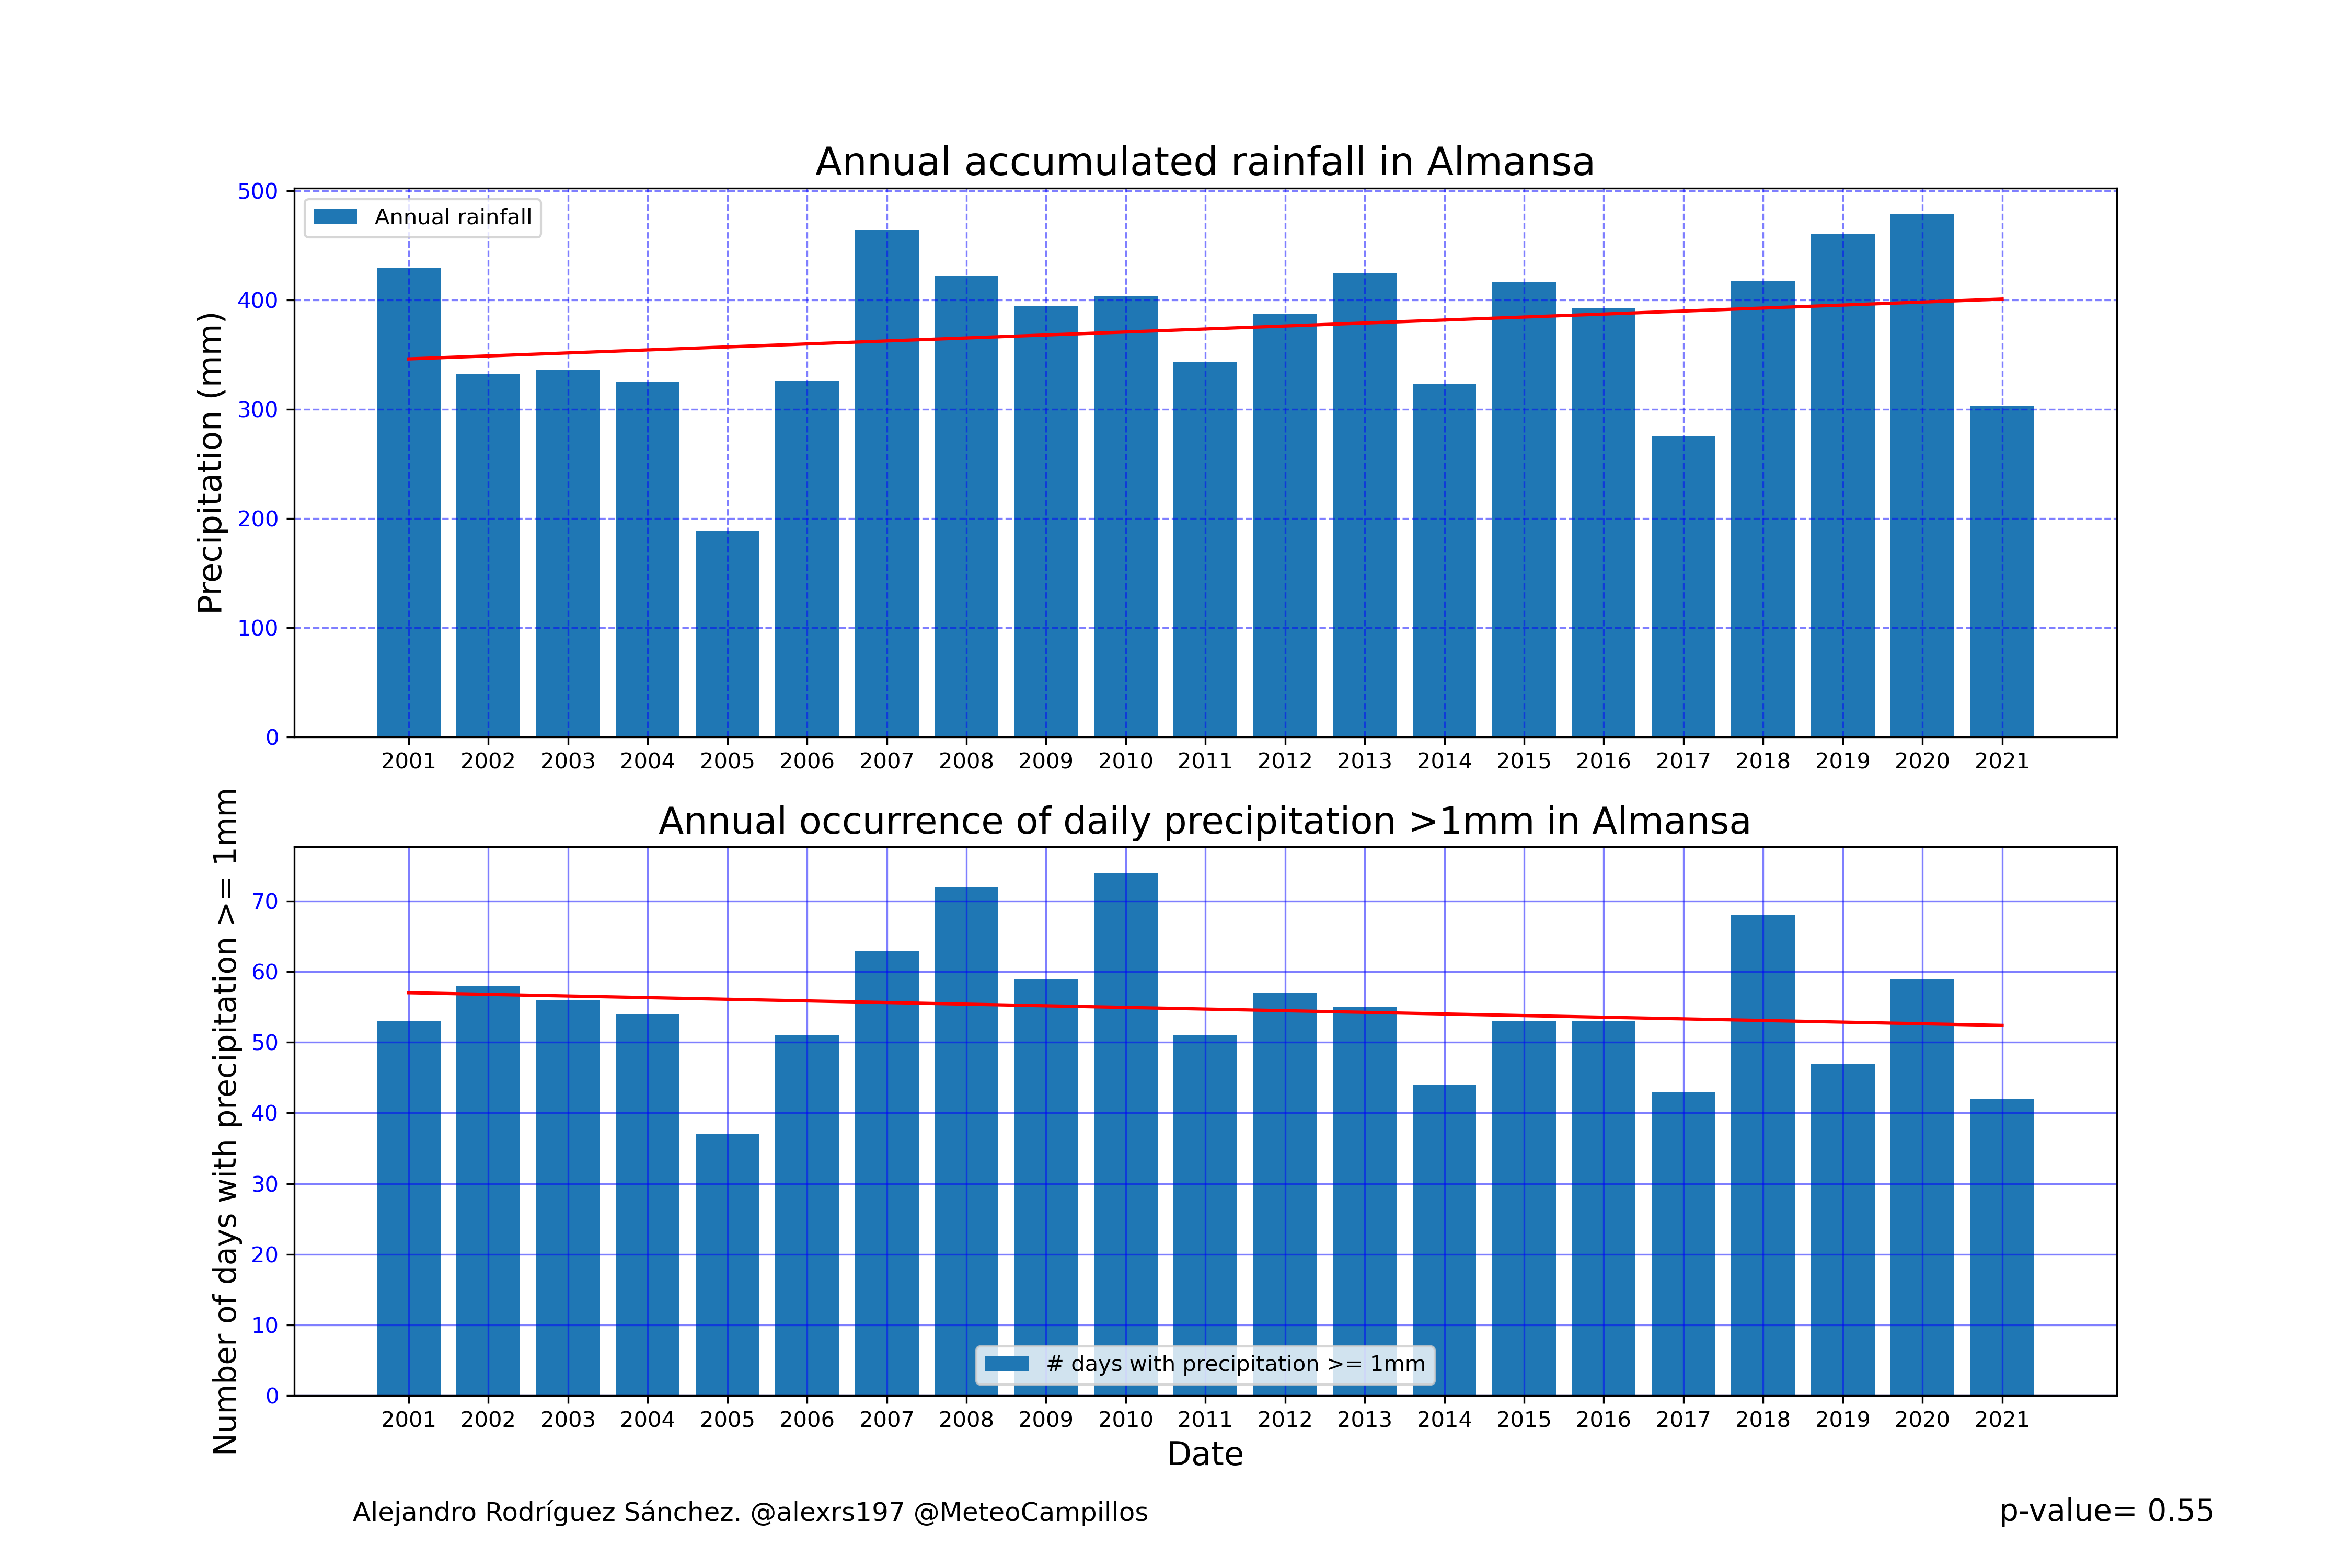 Annual accumulated rainfall in Almansa
Precipitation (mm)
500
400
300
200
100
0
Annual rainfall
2001 2002 2003 2004 2005 2006 2007 2008 2009 2010 2011 2012 2013 2014 2015 2016 2017 2018 2019 2020 2021
Annual occurrence of daily precipitation >1mm in Almansa
Number of days with precipitation >= 1mm
70
60
50
40
30
20
10
0
# days with precipitation >= 1mm
2001 2002 2003 2004 2005 2006 2007 2008 2009 2010 2011 2012 2013 2014 2015 2016 2017 2018 2019 2020 2021
Date
Alejandro Rodríguez Sánchez. @alexrs197 @MeteoCampillos
p-value= 0.55